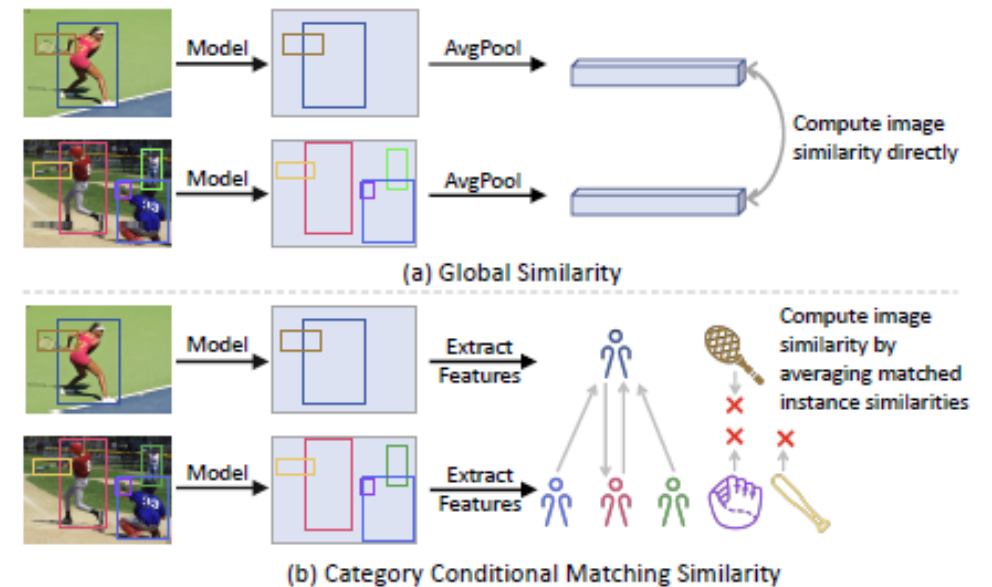 Model
AvgPool
Model
AvgPool
Compute image
similarity directly
(a) Global Similarity
Model
Extract
Features
Compute image
similarity by
averaging matched
instance similarities
Model
Extract
Features
(b) Category Conditional Matching Similarity